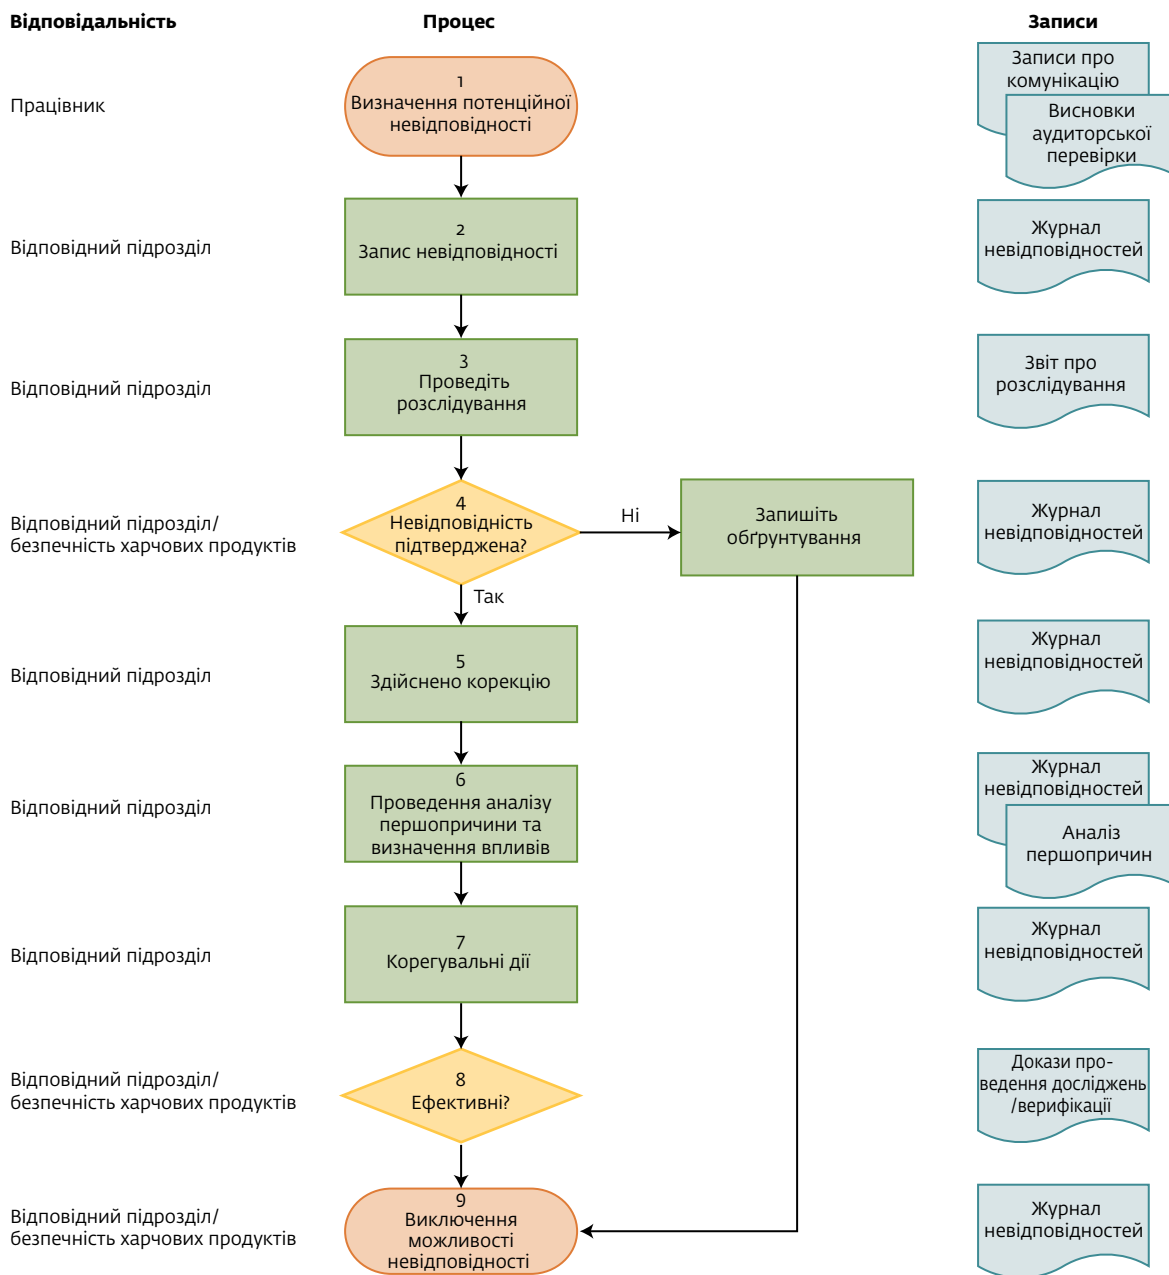 Відповідальність
Процес
Записи
Працівник
1
Визначення потенційної
невідповідності
Записи про
комунікацію
Висновки
аудиторської
перевірки
Відповідний підрозділ
2
Запис невідповідності
Журнал
невідповідностей
Відповідний підрозділ
3
Проведіть
розслідування
Звіт про
розслідування
Відповідний підрозділ/
безпечність харчових продуктів
4
Невідповідність
підтверджена?
Ні
Запишіть
обґрунтування
Журнал
невідповідностей
Так
Відповідний підрозділ
5
Здійснено корекцію
Журнал
невідповідностей
Відповідний підрозділ
6
Проведення аналізу
першопричини та
визначення впливів
Журнал
невідповідностей
Аналіз
першопричин
Відповідний підрозділ
7
Корегувальні дії
Журнал
невідповідностей
Відповідний підрозділ/
безпечність харчових продуктів
8
Ефективні?
Докази про-
ведення досліджень
/верифікації
Відповідний підрозділ/
безпечність харчових продуктів
9
Виключення
можливості
невідповідності
Журнал
невідповідностей